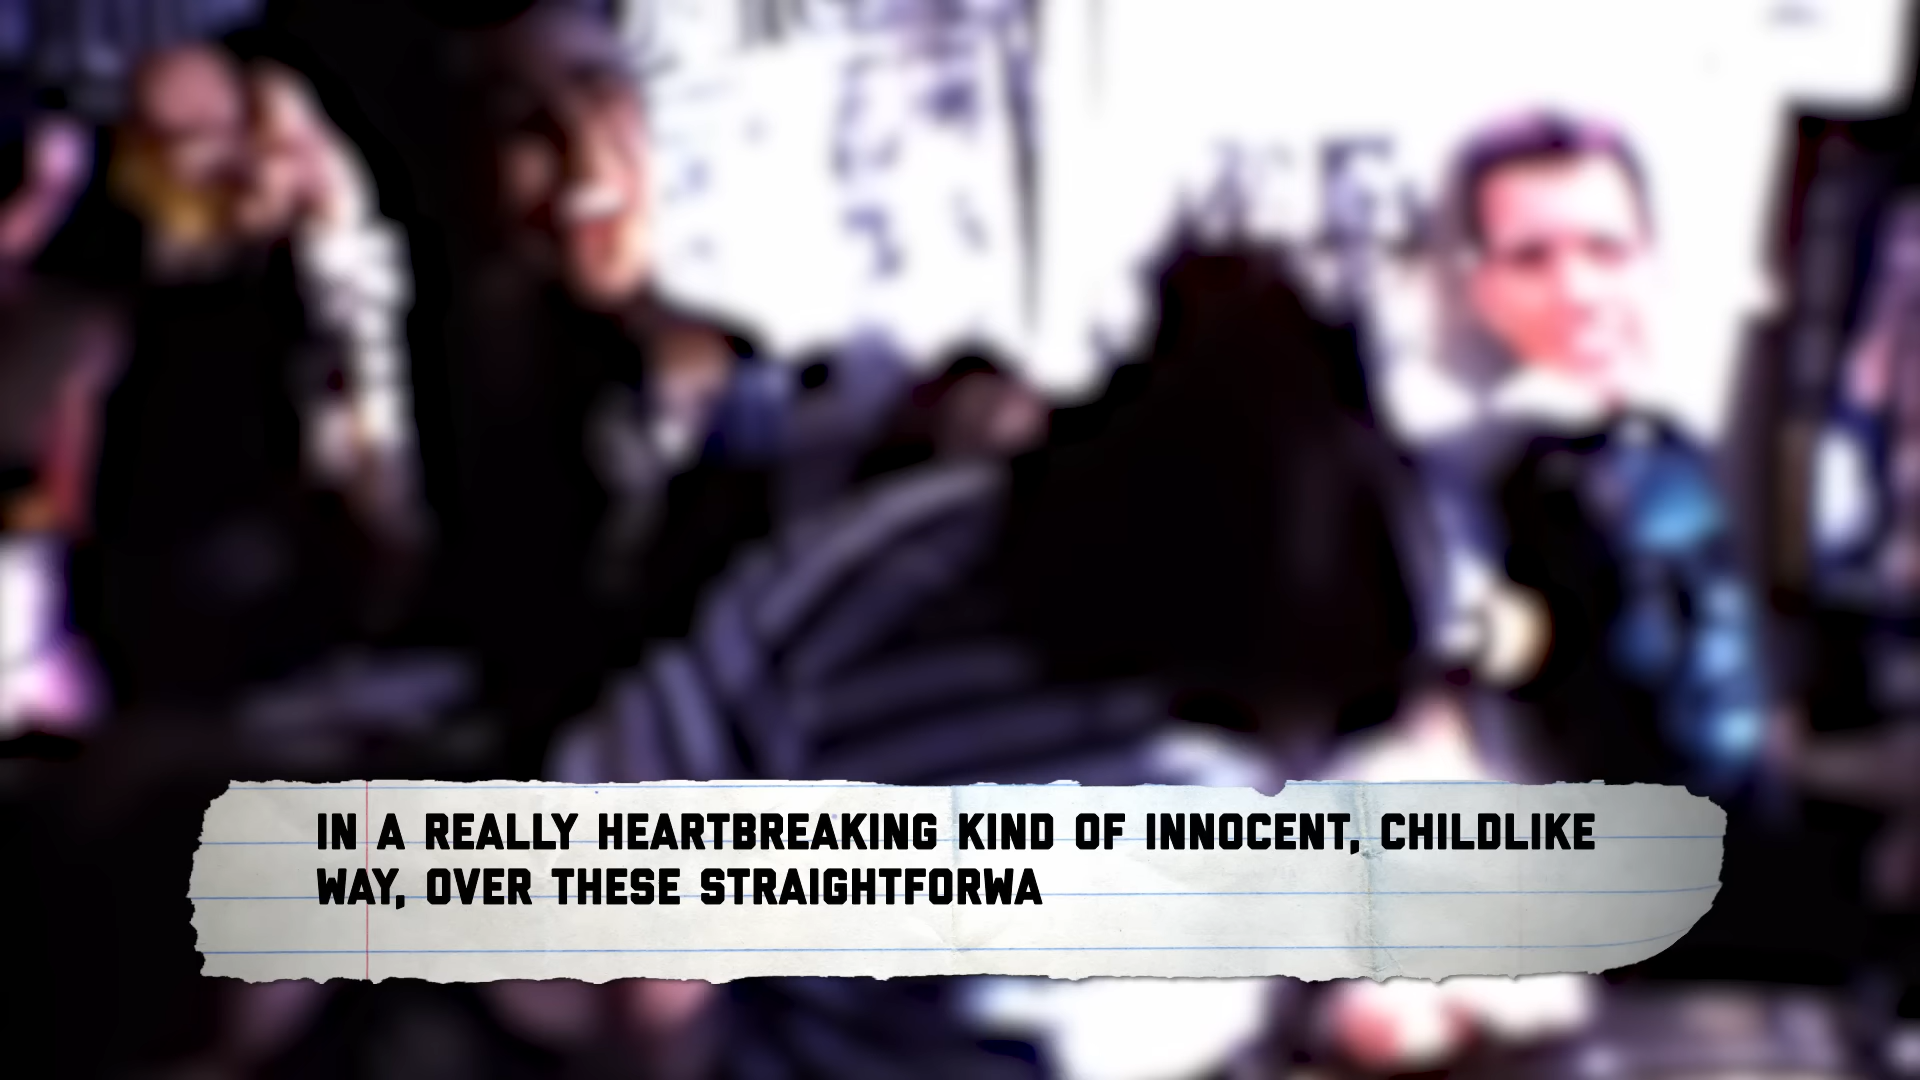 IN A REALLY HEARTBREAKING KIND OF INNOCENT, CHILDLIKE
WAY, OVER THESE STRAIGHTFORWA